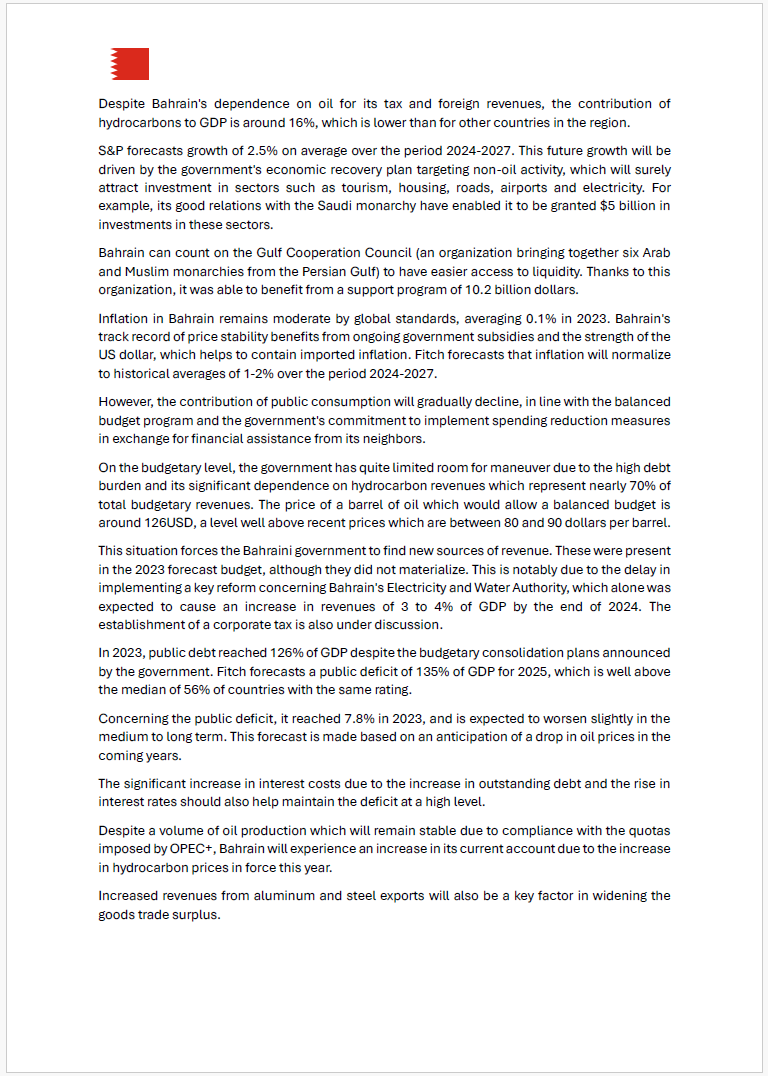 Despite Bahrain's dependence on oil for its tax and foreign revenues, the contribution of
hydrocarbons to GDP is around 16%, which is lower than for other countries in the region.
S&P forecasts growth of 2.5% on average over the period 2024-2027. This future growth will be
driven by the government's economic recovery plan targeting non-oil activity, which will surely
attract investment in sectors such as tourism, housing, roads, airports and electricity. For
example, its good relations with the Saudi monarchy have enabled it to be granted $5 billion in
investments in these sectors.
Bahrain can count on the Gulf Cooperation Council (an organization bringing together six Arab
and Muslim monarchies from the Persian Gulf) to have easier access to liquidity. Thanks to this
organization, it was able to benefit from a support program of 10.2 billion dollars.
Inflation in Bahrain remains moderate by global standards, averaging 0.1% in 2023. Bahrain's
track record of price stability benefits from ongoing government subsidies and the strength of the
US dollar, which helps to contain imported inflation. Fitch forecasts that inflation will normalize
to historical averages of 1-2% over the period 2024-2027.
However, the contribution of public consumption will gradually decline, in line with the balanced
budget program and the government's commitment to implement spending reduction measures
in exchange for financial assistance from its neighbors.
On the budgetary level, the government has quite limited room for maneuver due to the high debt
burden and its significant dependence on hydrocarbon revenues which represent nearly 70% of
total budgetary revenues. The price of a barrel of oil which would allow a balanced budget is
around 126USD, a level well above recent prices which are between 80 and 90 dollars per barrel.
This situation forces the Bahraini government to find new sources of revenue. These were present
in the 2023 forecast budget, although they did not materialize. This is notably due to the delay in
implementing a key reform concerning Bahrain's Electricity and Water Authority, which alone was
expected to cause an increase in revenues of 3 to 4% of GDP by the end of 2024. The
establishment of a corporate tax is also under discussion.
In 2023, public debt reached 126% of GDP despite the budgetary consolidation plans announced
by the government. Fitch forecasts a public deficit of 135% of GDP for 2025, which is well above
the median of 56% of countries with the same rating.
Concerning the public deficit, it reached 7.8% in 2023, and is expected to worsen slightly in the
medium to long term. This forecast is made based on an anticipation of a drop in oil prices in the
coming years.
The significant increase in interest costs due to the increase in outstanding debt and the rise in
interest rates should also help maintain the deficit at a high level.
Despite a volume of oil production which will remain stable due to compliance with the quotas
imposed by OPEC+, Bahrain will experience an increase in its current account due to the increase
in hydrocarbon prices in force this year.
Increased revenues from aluminum and steel exports will also be a key factor in widening the
goods trade surplus.